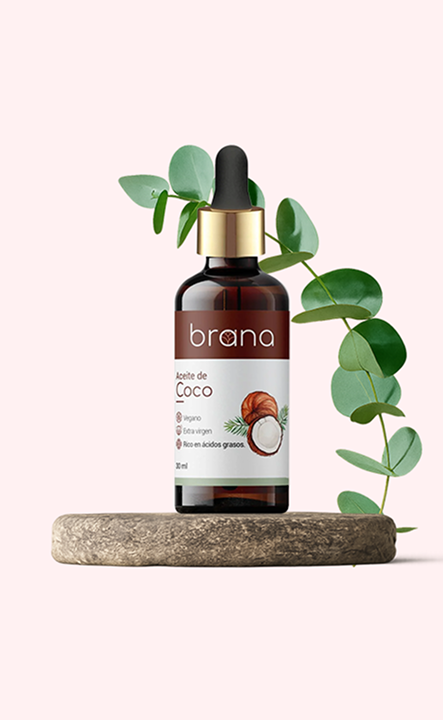 brana
Aceite de
Coco
Vegano
Extra virgen
Rico en ácidos grasos.
30 ml